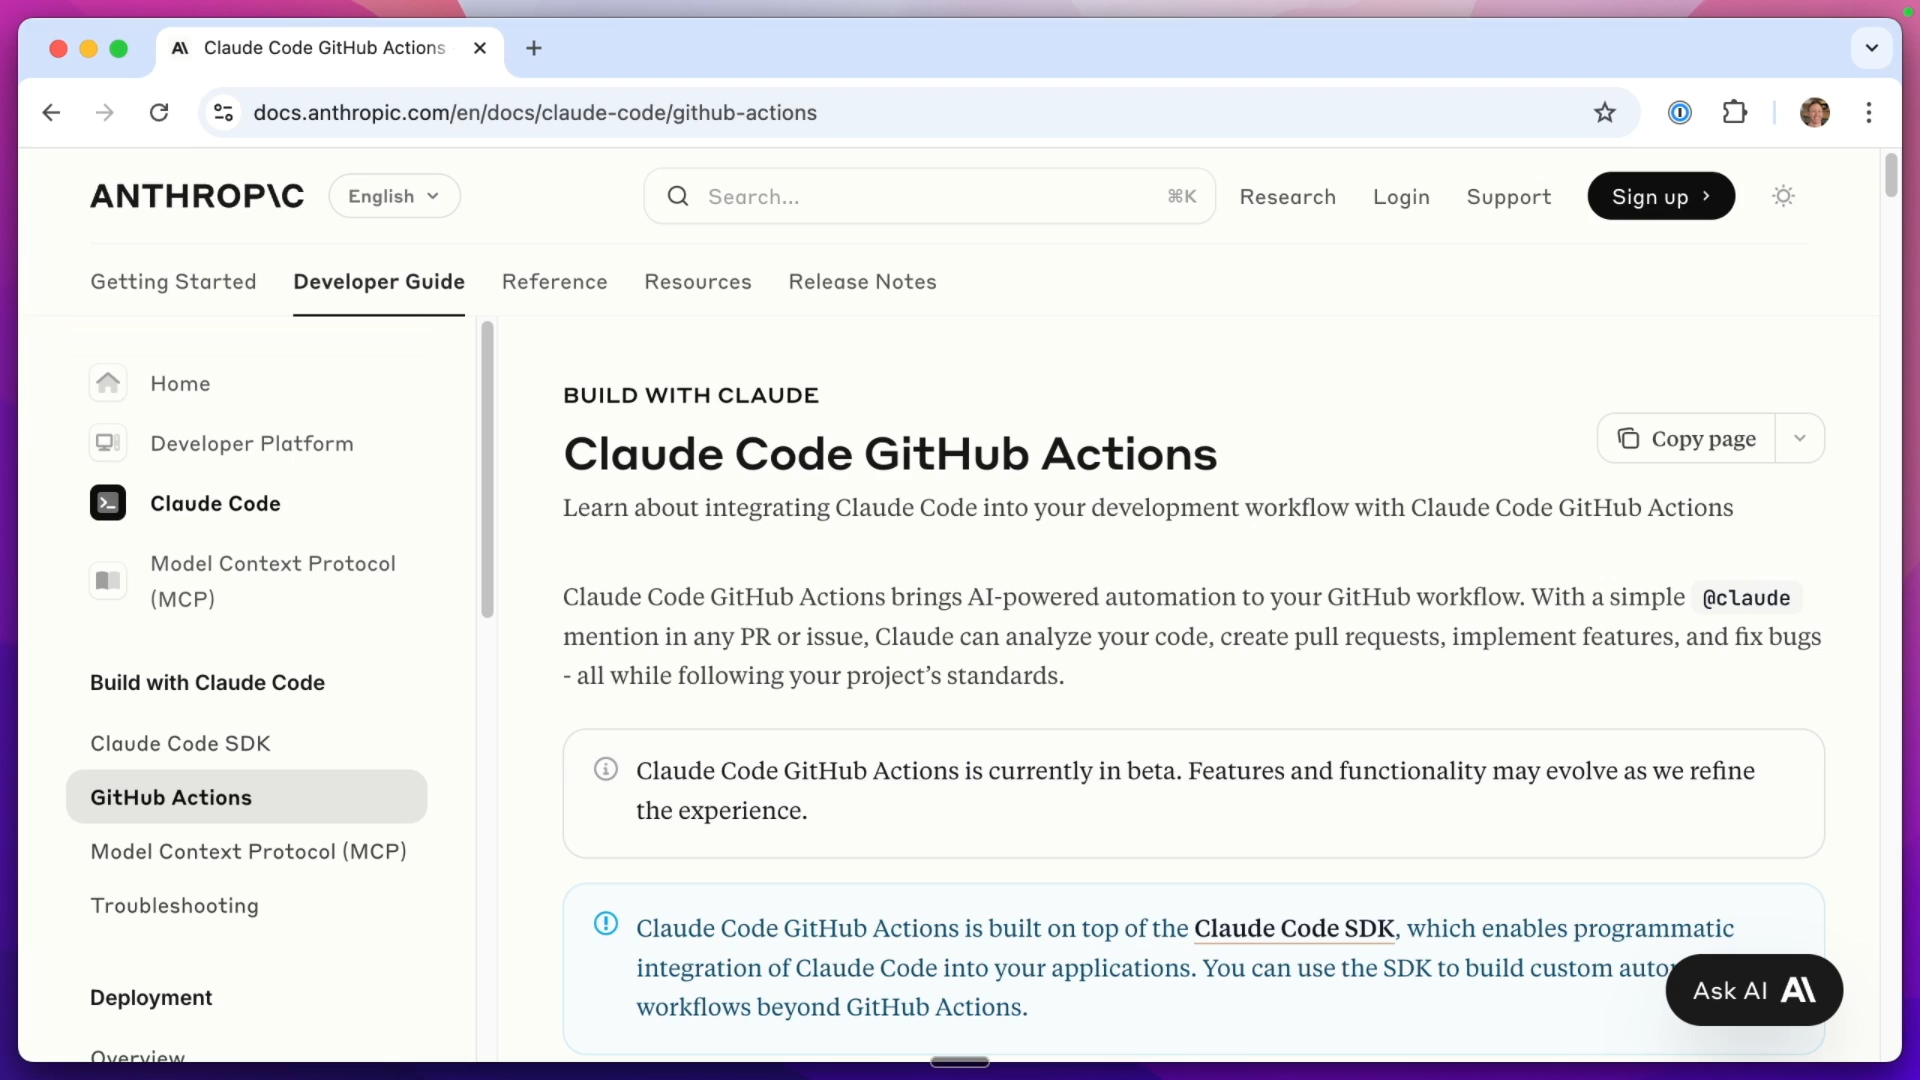 Claude Code GitHub Actions
docs.anthropic.com/en/docs/claude-code/github-actions
ANTHROP\C
English
Search...
⌘K
Research
Login
Support
Sign up
Getting Started
Developer Guide
Reference
Resources
Release Notes
Home
Developer Platform
Claude Code
Model Context Protocol
(MCP)
Build with Claude Code
Claude Code SDK
GitHub Actions
Model Context Protocol (MCP)
Troubleshooting
Deployment
Overview
BUILD WITH CLAUDE
Claude Code GitHub Actions
Copy page
Learn about integrating Claude Code into your development workflow with Claude Code GitHub Actions
Claude Code GitHub Actions brings AI-powered automation to your GitHub workflow. With a simple @claude
mention in any PR or issue, Claude can analyze your code, create pull requests, implement features, and fix bugs
- all while following your project’s standards.
Claude Code GitHub Actions is currently in beta. Features and functionality may evolve as we refine
the experience.
Claude Code GitHub Actions is built on top of the Claude Code SDK, which enables programmatic
integration of Claude Code into your applications. You can use the SDK to build custom
workflows beyond GitHub Actions.
Ask AI